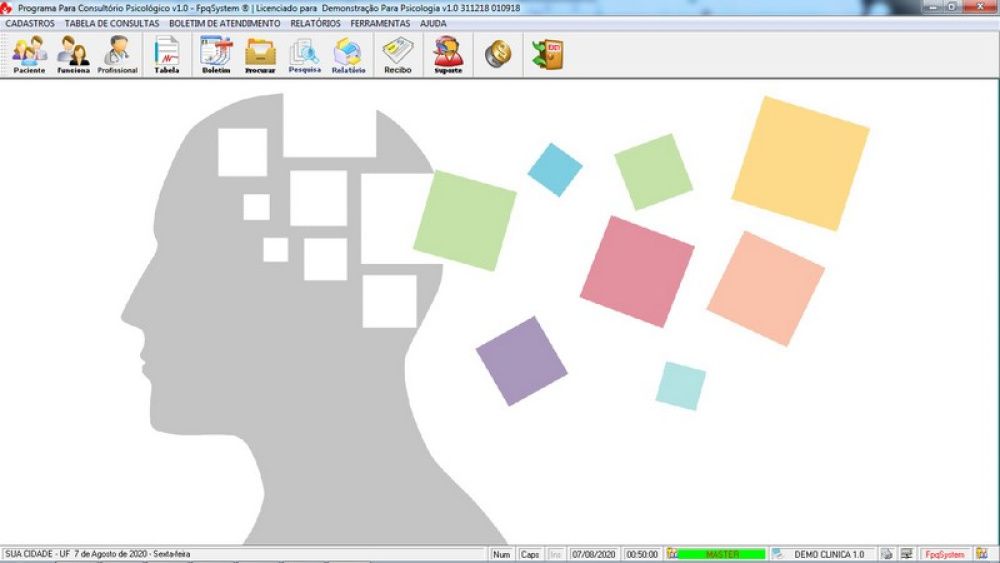 Programa Para Consultório Psicológico v1.0 - FpqSystem ® | Licenciado para Demonstração Para Psicologia v1.0 311218 010918
CADASTROS TABELA DE CONSULTAS BOLETIM DE ATENDIMENTO RELATÓRIOS FERRAMENTAS AJUDA
Paciente Funciona Profissional Tabela Boletim Procurar Pesquisa Relatório Recibo Suporte
SUA CIDADE - UF 7 de Agosto de 2020 - Sexta-feira Num Caps Ins 07/08/2020 00:50:00 MASTER DEMO CLINICA 1.0 FpqSystem